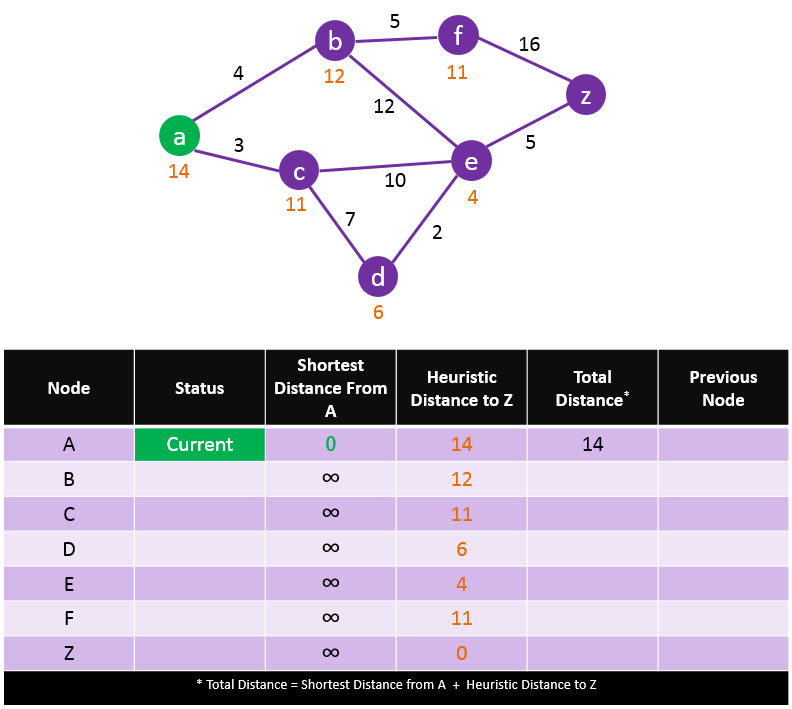 5
b
f
16
12
11
4
z
12
a
3
5
14
c
e
10
11
4
7
2
d
6
Node Status Shortest Distance From A Heuristic Distance to Z Total Distance* Previous Node
A Current 0 14 14
B ∞ 12
C ∞ 11
D ∞ 6
E ∞ 4
F ∞ 11
Z ∞ 0
* Total Distance = Shortest Distance from A + Heuristic Distance to Z